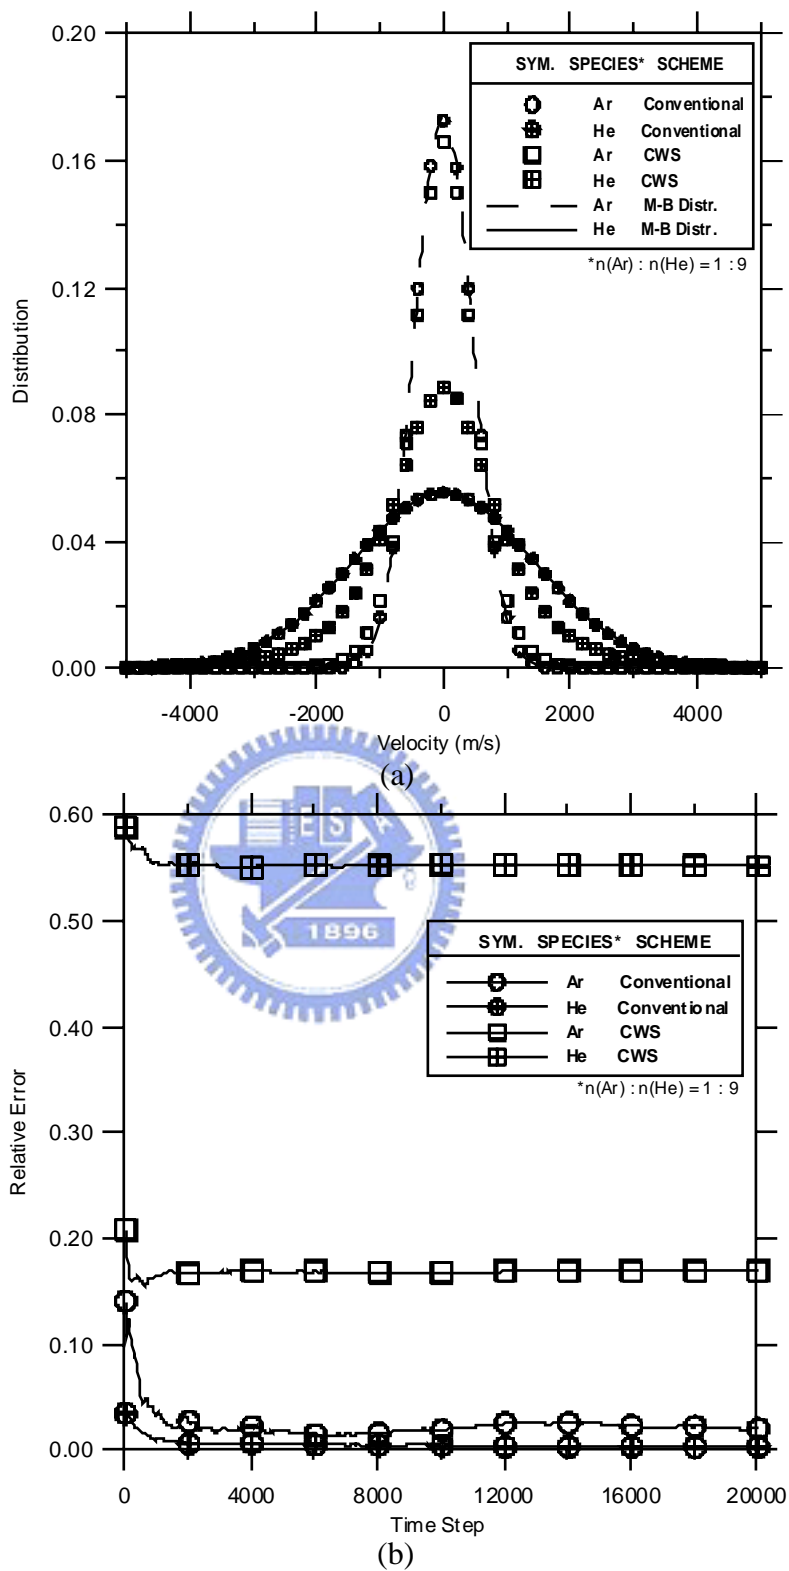 0.20
SYM. SPECIES* SCHEME
Ar Conventional
He Conventional
Ar CWS
He CWS
Ar M-B Distr.
He M-B Distr.
*n(Ar) : n(He) = 1 : 9
0.16
0.12
0.08
0.04
0.00
Distribution
-4000 -2000 0 2000 4000
Velocity (m/s)
(a)
0.60
0.50
0.40
0.30
0.20
0.10
0.00
Relative Error
E S
1896
SYM. SPECIES* SCHEME
Ar Conventional
He Conventional
Ar CWS
He CWS
*n(Ar) : n(He) = 1 : 9
0 4000 8000 12000 16000 20000
Time Step
(b)